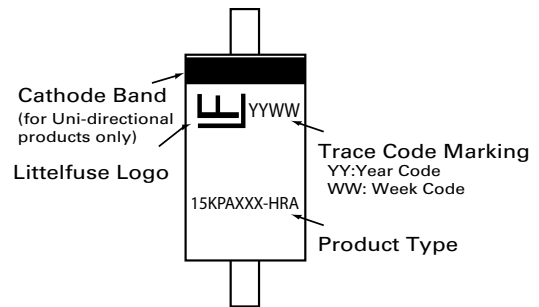 Cathode Band
(for Uni-directional
products only)
Littelfuse Logo
YYWW
Trace Code Marking
YY:Year Code
WW: Week Code
15KPAXXX-HRA
Product Type